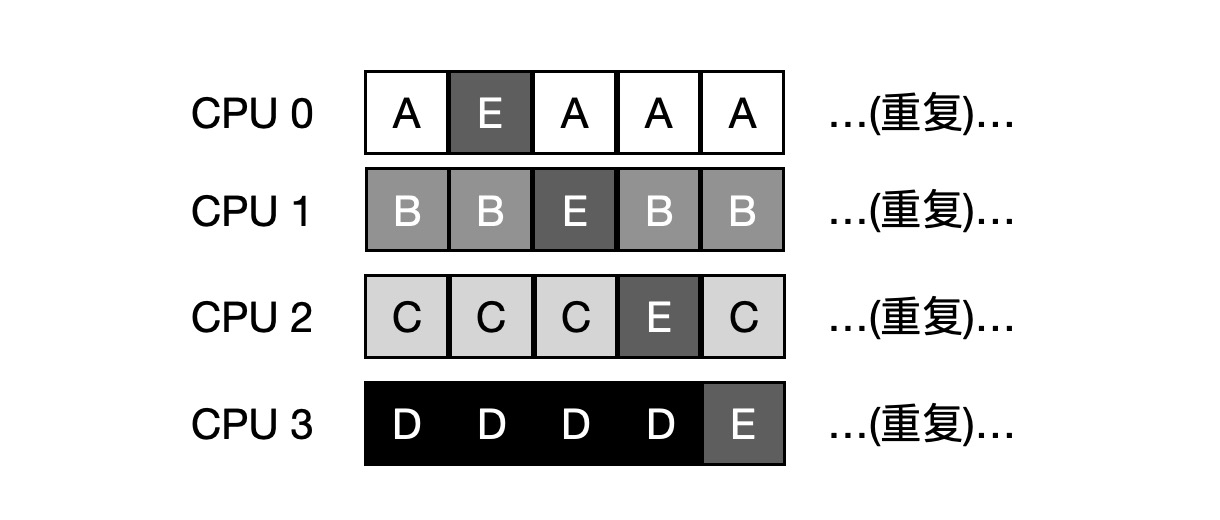 CPU 0 A E A A A ...(重复)...
CPU 1 B B E B B ...(重复)...
CPU 2 C C C E C ...(重复)...
CPU 3 D D D D E ...(重复)...